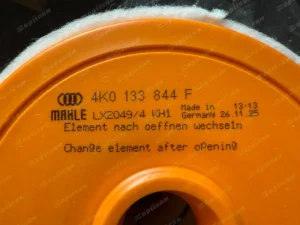 4K0 133 844 F
MAHLE LX2049/4 KH1 Made in 13:13
Germany 26.11.25
Element nach oeffnen wechseln
Change element after opening